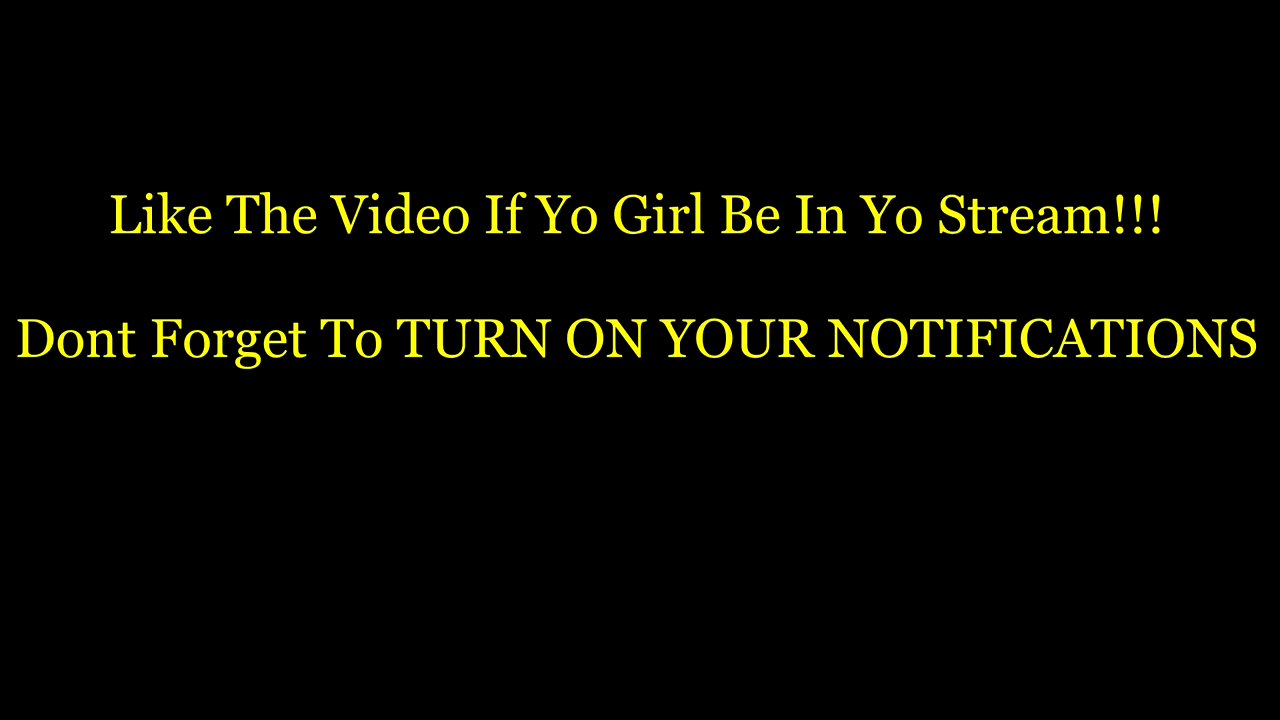 Like The Video If Yo Girl Be In Yo Stream!!!
Dont Forget To TURN ON YOUR NOTIFICATIONS